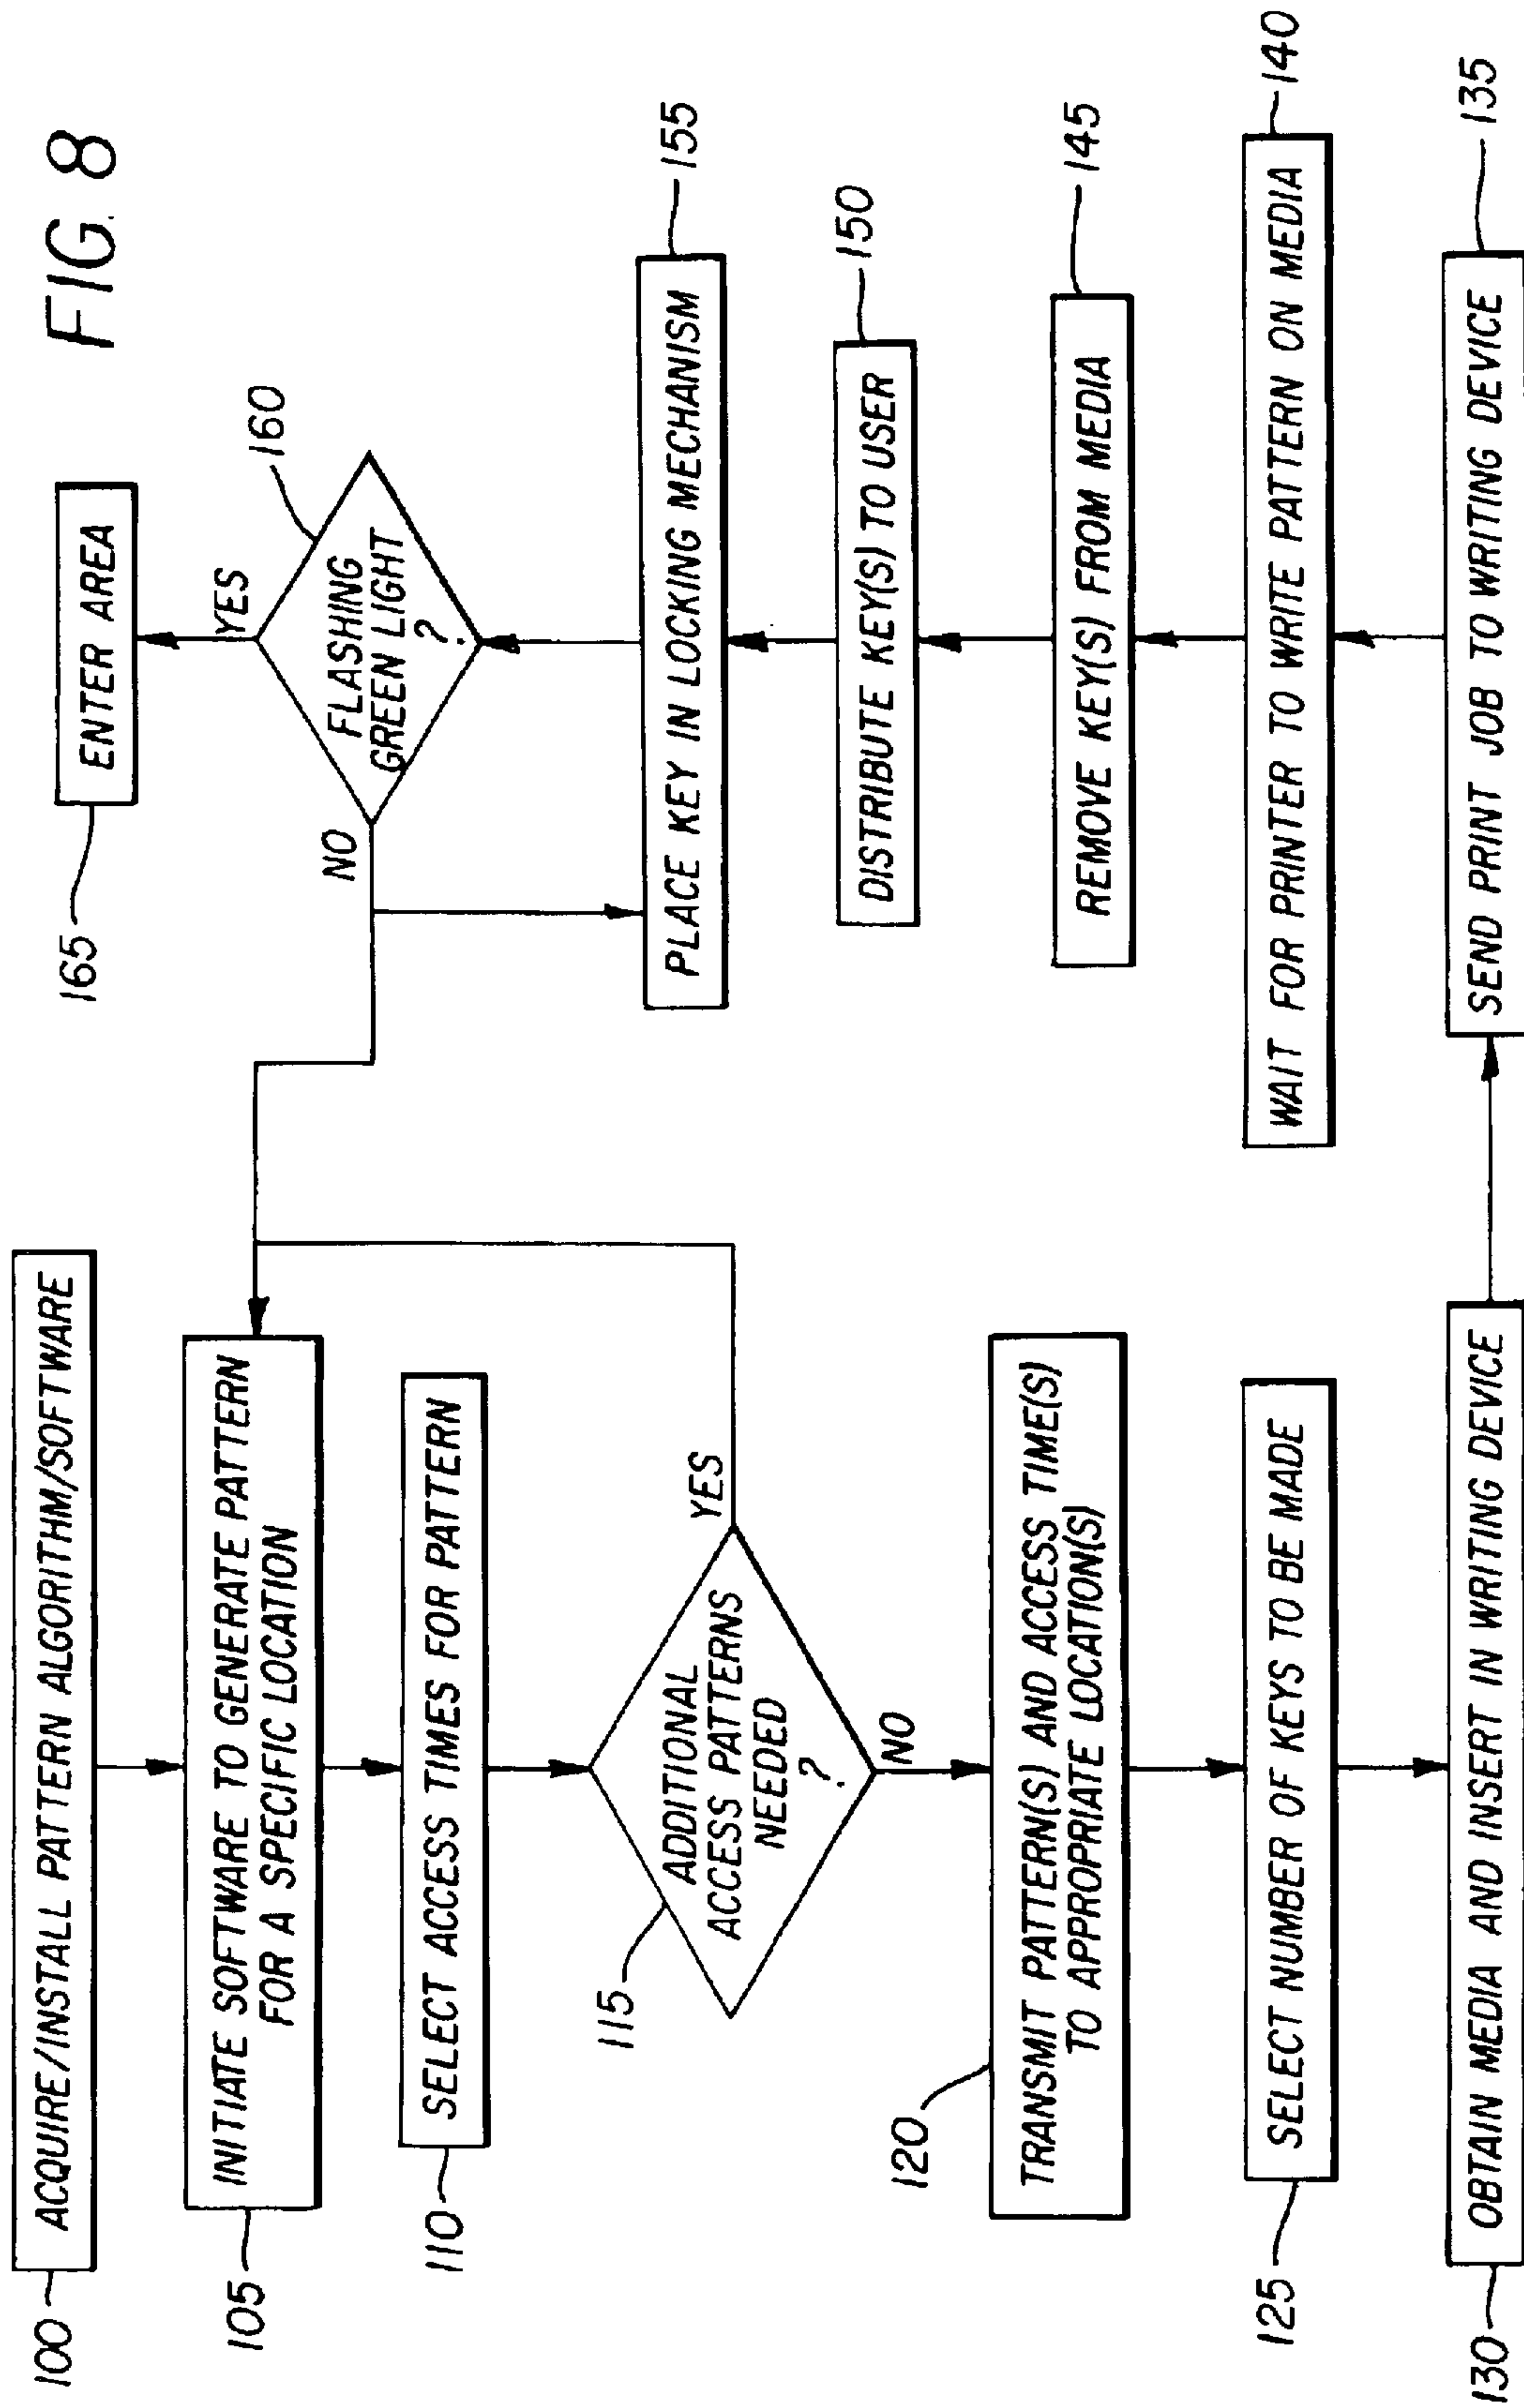 FIG. 8
100
ACQUIRE/INSTALL PATTERN ALGORITHM/SOFTWARE
105
INITIATE SOFTWARE TO GENERATE PATTERN
FOR A SPECIFIC LOCATION
110
SELECT ACCESS TIMES FOR PATTERN
115
ADDITIONAL
ACCESS PATTERNS
NEEDED
?
YES
NO
120
TRANSMIT PATTERN(S) AND ACCESS TIME(S)
TO APPROPRIATE LOCATION(S)
125
SELECT NUMBER OF KEYS TO BE MADE
130
OBTAIN MEDIA AND INSERT IN WRITING DEVICE
SEND PRINT JOB TO WRITING DEVICE
135
WAIT FOR PRINTER TO WRITE PATTERN ON MEDIA
140
REMOVE KEY(S) FROM MEDIA
145
DISTRIBUTE KEY(S) TO USER
150
PLACE KEY IN LOCKING MECHANISM
155
FLASHING
GREEN LIGHT
?
160
NO
YES
165
ENTER AREA